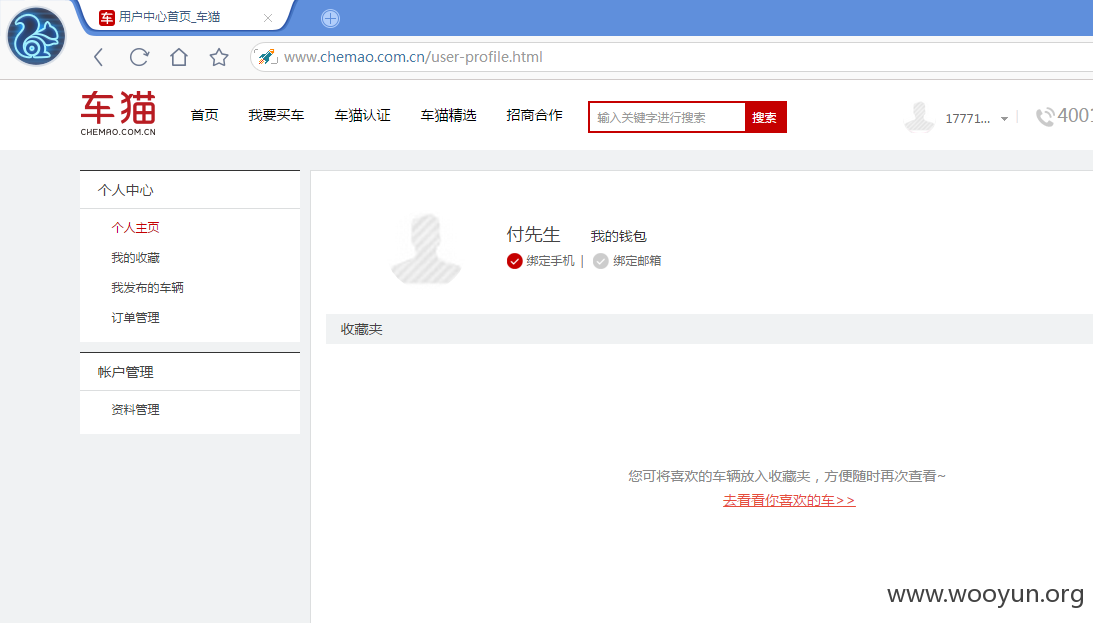 用户中心首页_车猫
www.chemao.com.cn/user-profile.html
车猫
CHEMAO.COM.CN
首页 我要买车 车猫认证 车猫精选 招商合作
输入关键字进行搜索 搜索
17771... 4001
个人中心
个人主页
我的收藏
我发布的车辆
订单管理
帐户管理
资料管理
付先生 我的钱包
绑定手机 | 绑定邮箱
收藏夹
您可将喜欢的车辆放入收藏夹，方便随时再次查看~
去看看你喜欢的车>>
www.wooyun.org